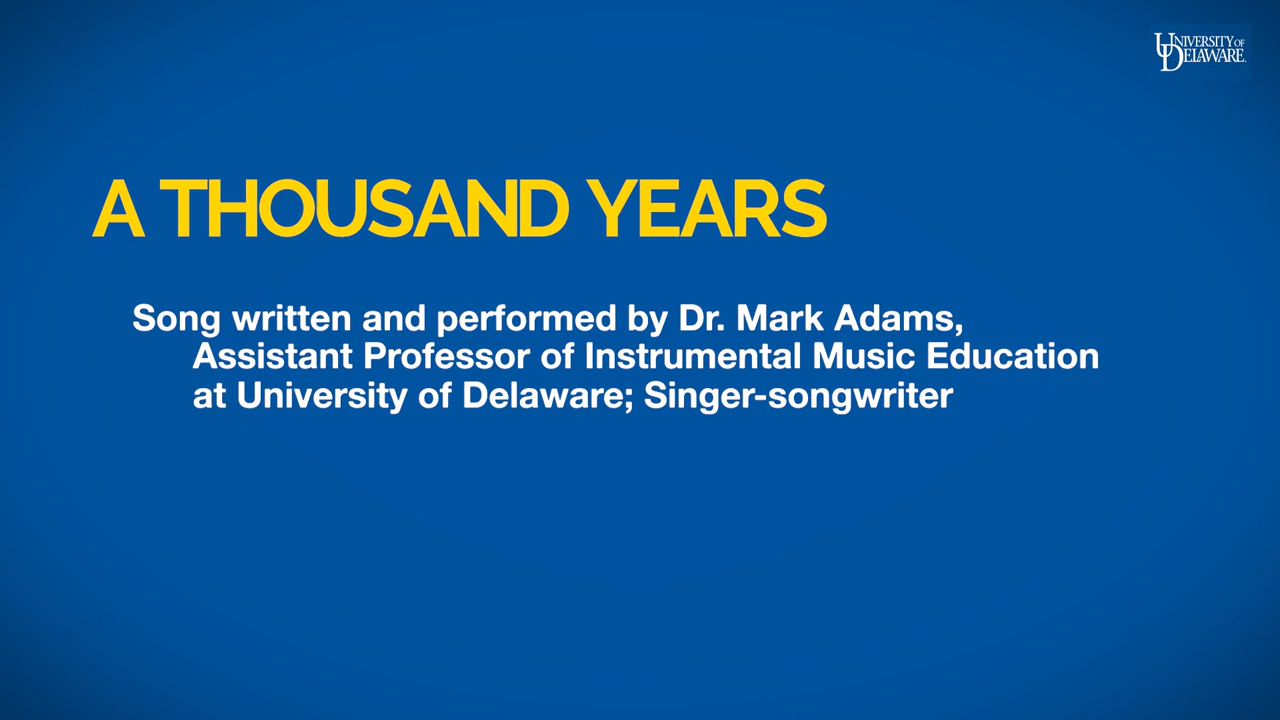 UNIVERSITY OF
DELAWARE
A THOUSAND YEARS
Song written and performed by Dr. Mark Adams,
Assistant Professor of Instrumental Music Education
at University of Delaware; Singer-songwriter